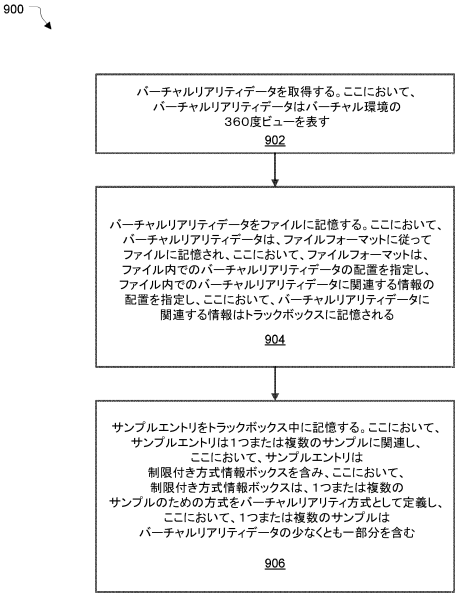 900
バーチャルリアリティデータを取得する。ここにおいて、
バーチャルリアリティデータはバーチャル環境の
360度ビューを表す
902
バーチャルリアリティデータをファイルに記憶する。ここにおいて、
バーチャルリアリティデータは、ファイルフォーマットに従って
ファイルに記憶され、ここにおいて、ファイルフォーマットは、
ファイル内でのバーチャルリアリティデータの配置を指定し、
ファイル内でのバーチャルリアリティデータに関連する情報の
配置を指定し、ここにおいて、バーチャルリアリティデータに
関連する情報はトラックボックスに記憶される
904
サンプルエントリをトラックボックス中に記憶する。ここにおいて、
サンプルエントリは1つまたは複数のサンプルに関連し、
ここにおいて、サンプルエントリは
制限付き方式情報ボックスを含み、ここにおいて、
制限付き方式情報ボックスは、1つまたは複数の
サンプルのための方式をバーチャルリアリティ方式として定義し、
ここにおいて、1つまたは複数のサンプルは
バーチャルリアリティデータの少なくとも一部分を含む
906